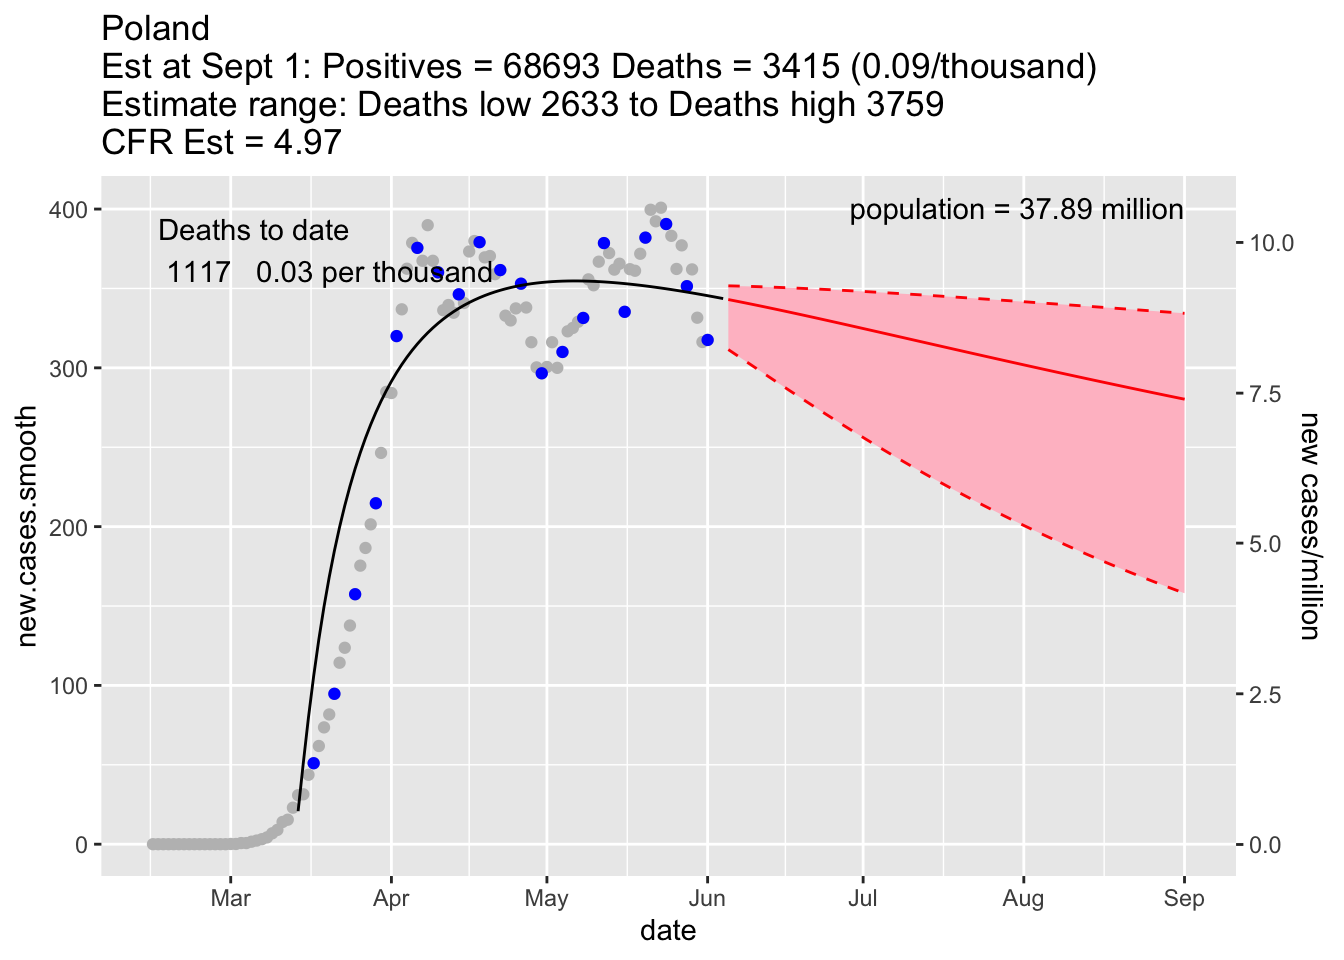 Poland
Est at Sept 1: Positives = 68693 Deaths = 3415 (0.09/thousand)
Estimate range: Deaths low 2633 to Deaths high 3759
CFR Est = 4.97
Deaths to date
1117 0.03 per thousand
population = 37.89 million
400
300
200
100
0
new.cases.smooth
10.0
7.5
5.0
2.5
0.0
new cases/million
Mar Apr May Jun Jul Aug Sep
date